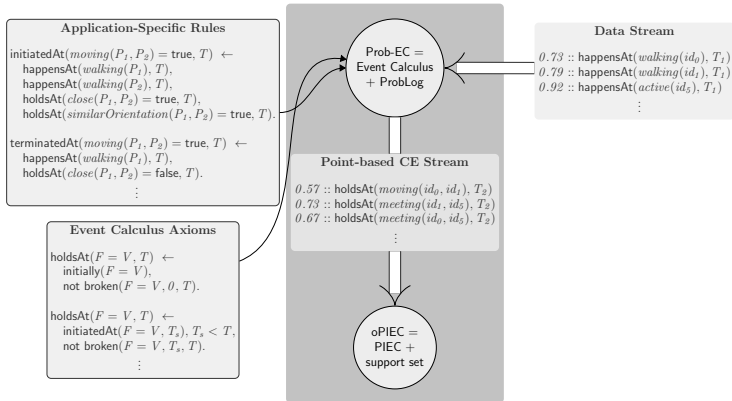 Application-Specific Rules
initiatedAt(moving(P₁, P₂) = true, T) ←
happensAt(walking(P₁), T),
happensAt(walking(P₂), T),
holdsAt(close(P₁, P₂) = true, T),
holdsAt(similarOrientation(P₁, P₂) = true, T).
terminatedAt(moving(P₁, P₂) = true, T) ←
happensAt(walking(P₁), T),
holdsAt(close(P₁, P₂) = false, T).
⋮
Event Calculus Axioms
holdsAt(F = V, T) ←
initially(F = V),
not broken(F = V, 0, T).
holdsAt(F = V, T) ←
initiatedAt(F = V, Tₛ), Tₛ < T,
not broken(F = V, Tₛ, T).
⋮
Prob-EC =
Event Calculus
+ ProbLog
Point-based CE Stream
0.57 :: holdsAt(moving(id₀, id₁), T₂)
0.73 :: holdsAt(meeting(id₁, id₅), T₂)
0.67 :: holdsAt(meeting(id₀, id₅), T₂)
⋮
oPIEC =
PIEC +
support set
Data Stream
0.73 :: happensAt(walking(id₀), T₁)
0.79 :: happensAt(walking(id₁), T₁)
0.92 :: happensAt(active(id₅), T₁)
⋮